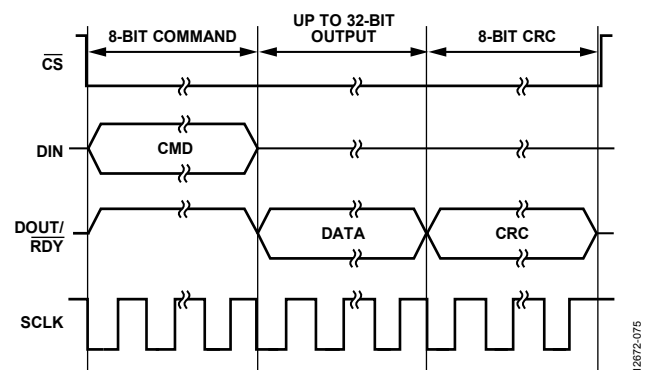 8-BIT COMMAND
UP TO 32-BIT
OUTPUT
8-BIT CRC
CS
DIN
CMD
DOUT/
RDY
DATA
CRC
SCLK
12672-075